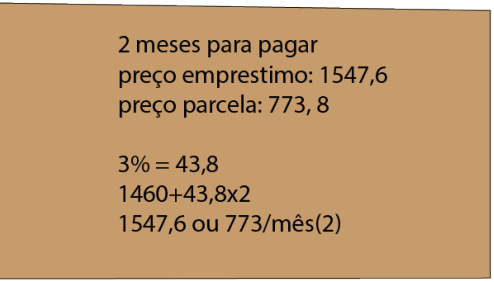 2 meses para pagar
preço emprestimo: 1547,6
preço parcela: 773, 8
3% = 43,8
1460+43,8x2
1547,6 ou 773/mês(2)